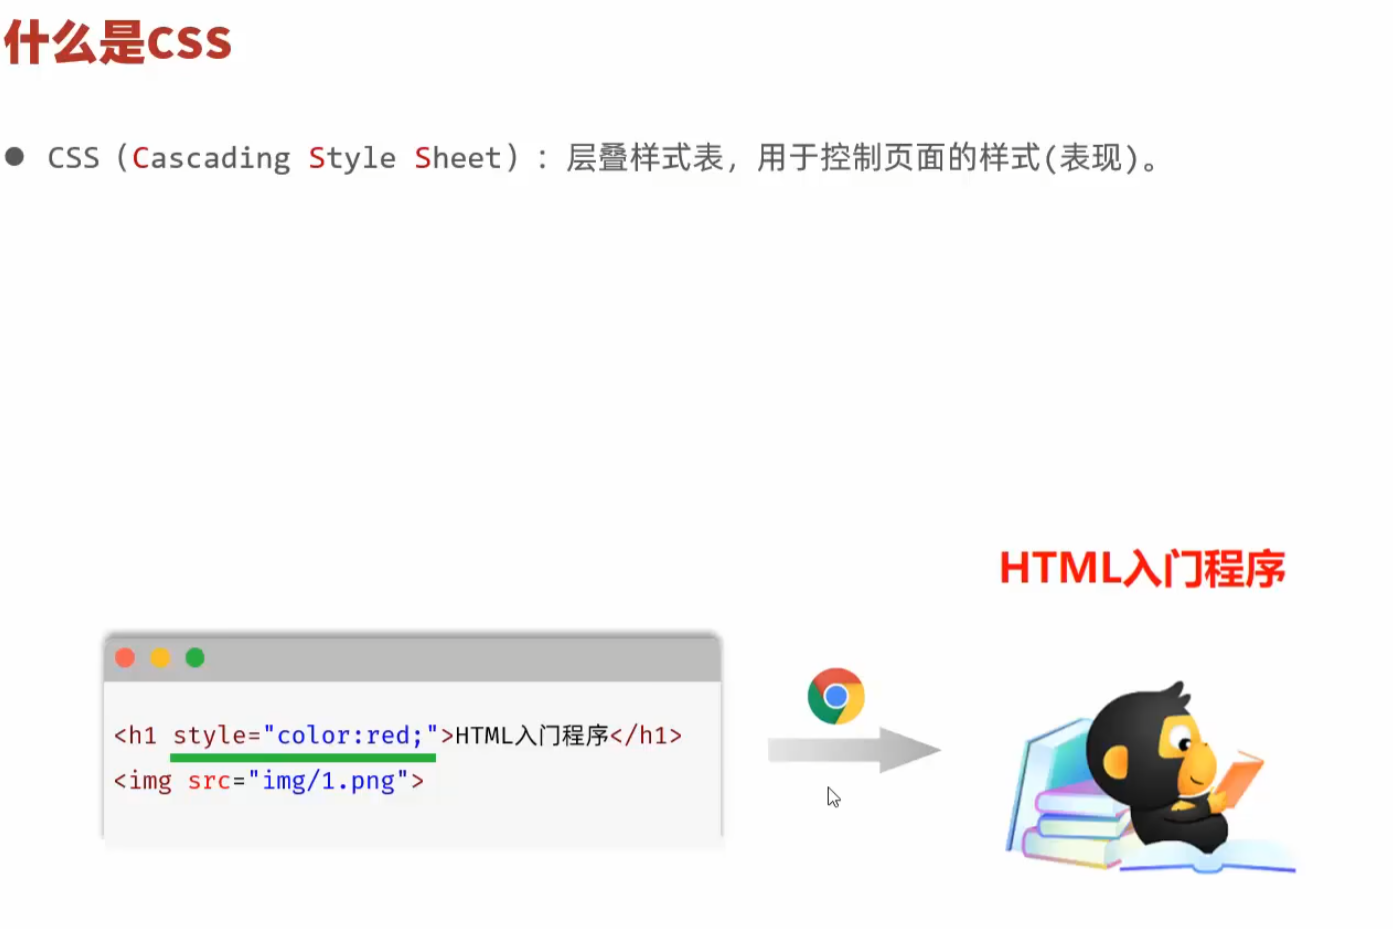 什么是CSS
● CSS（Cascading Style Sheet）：层叠样式表，用于控制页面的样式(表现)。
HTML入门程序
<h1 style="color:red;">HTML入门程序</h1>
<img src="img/1.png">